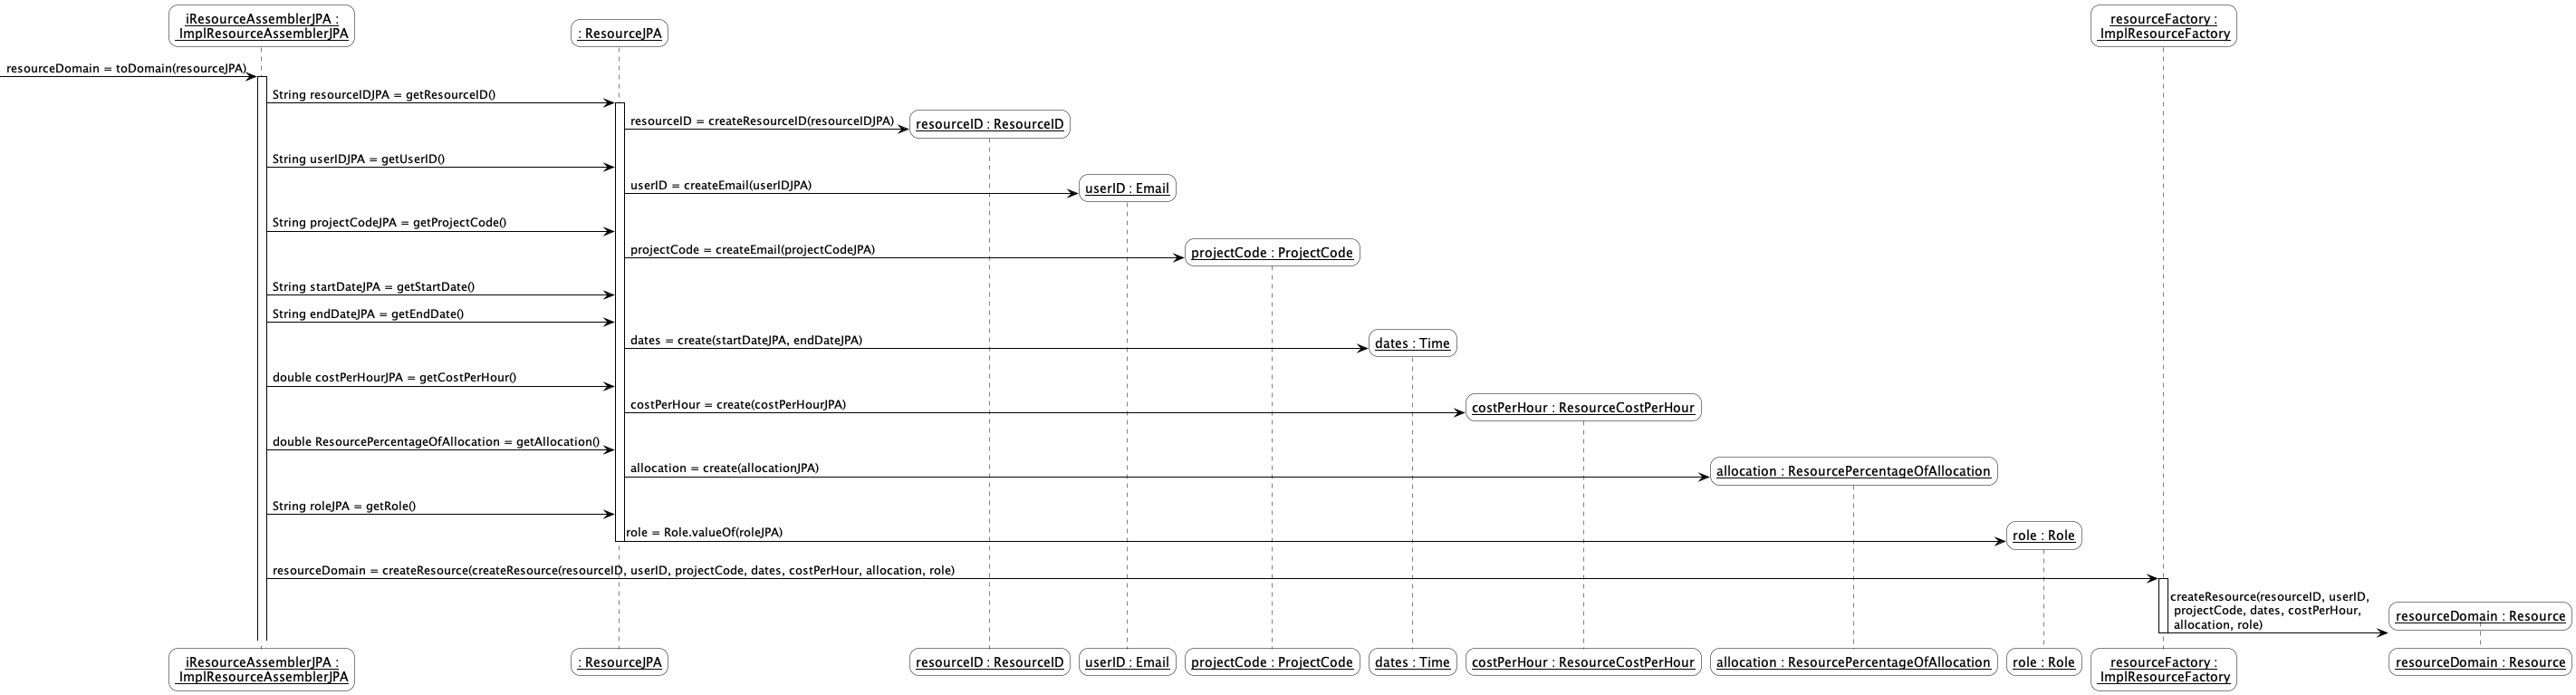 iResourceAssemblerJPA :
ImplResourceAssemblerJPA
: ResourceJPA
resourceFactory :
ImplResourceFactory
resourceDomain = toDomain(resourceJPA)
String resourceIDJPA = getResourceID()
resourceID = createResourceID(resourceIDJPA)
resourceID : ResourceID
String userIDJPA = getUserID()
userID = createEmail(userIDJPA)
userID : Email
String projectCodeJPA = getProjectCode()
projectCode = createEmail(projectCodeJPA)
projectCode : ProjectCode
String startDateJPA = getStartDate()
String endDateJPA = getEndDate()
dates = create(startDateJPA, endDateJPA)
dates : Time
double costPerHourJPA = getCostPerHour()
costPerHour = create(costPerHourJPA)
costPerHour : ResourceCostPerHour
double ResourcePercentageOfAllocation = getAllocation()
allocation = create(allocationJPA)
allocation : ResourcePercentageOfAllocation
String roleJPA = getRole()
role = Role.valueOf(roleJPA)
role : Role
resourceDomain = createResource(createResource(resourceID, userID, projectCode, dates, costPerHour, allocation, role)
createResource(resourceID, userID,
projectCode, dates, costPerHour,
allocation, role)
resourceDomain : Resource
iResourceAssemblerJPA :
ImplResourceAssemblerJPA
: ResourceJPA
resourceID : ResourceID
userID : Email
projectCode : ProjectCode
dates : Time
costPerHour : ResourceCostPerHour
allocation : ResourcePercentageOfAllocation
role : Role
resourceFactory :
ImplResourceFactory
resourceDomain : Resource